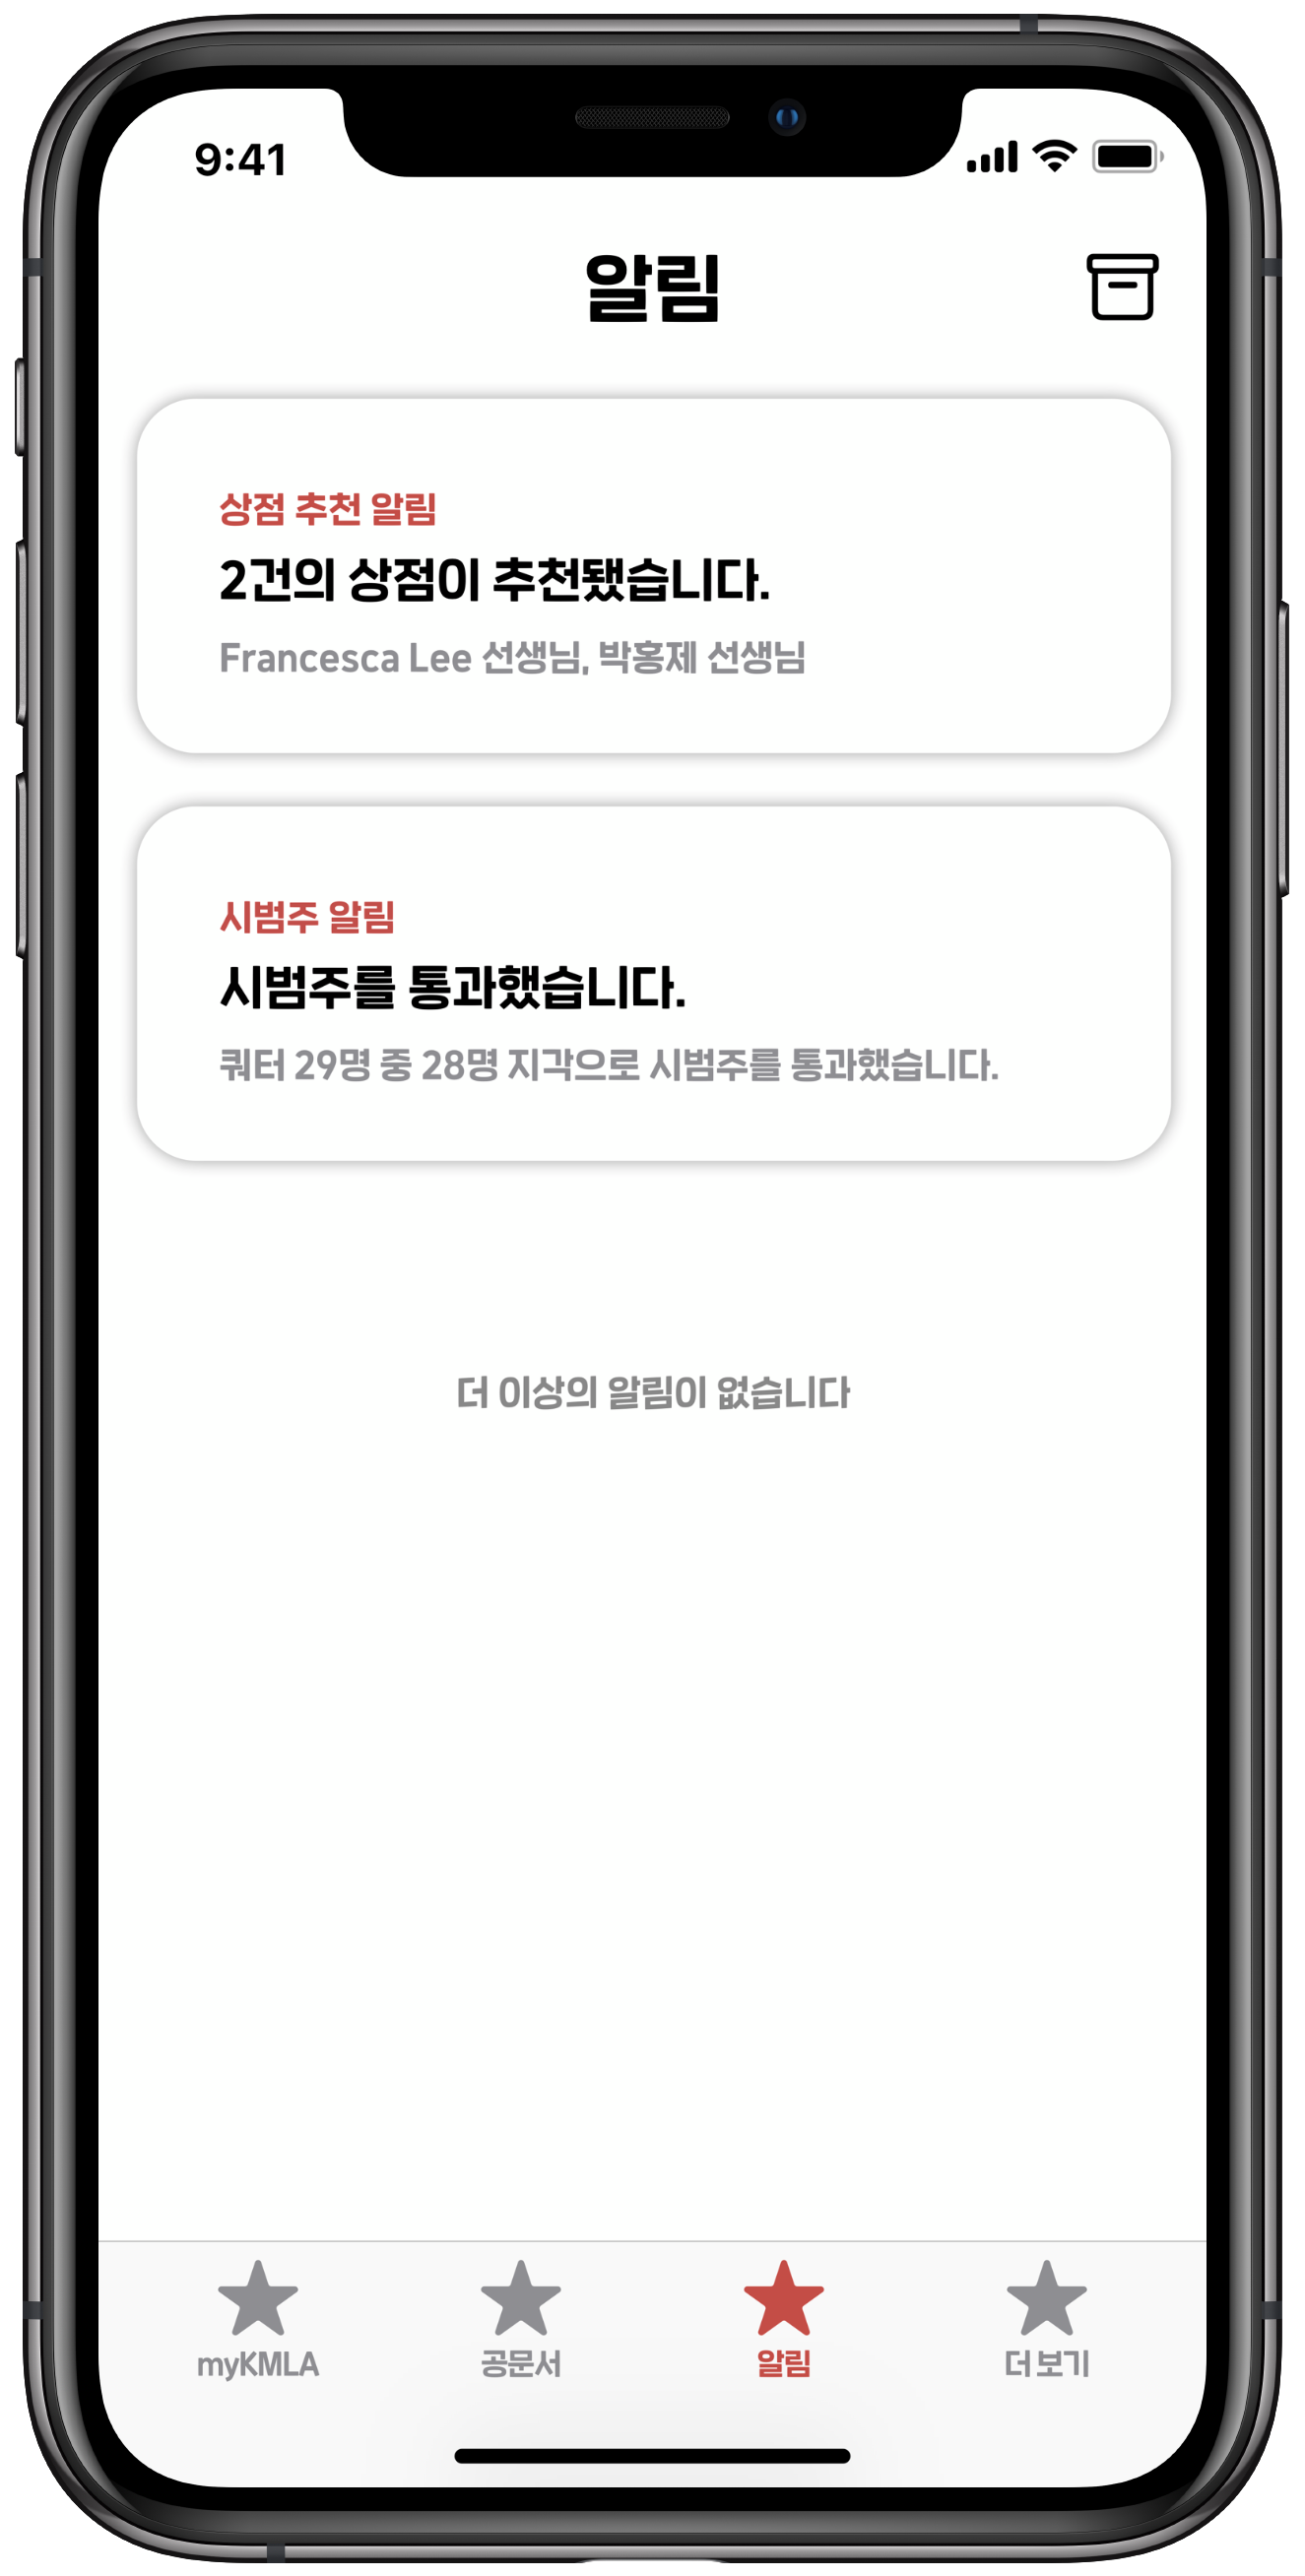 9:41
알림
상점 추천 알림
2건의 상점이 추천됐습니다.
Francesca Lee 선생님, 박홍제 선생님
시범주 알림
시범주를 통과했습니다.
쿼터 29명 중 28명 지각으로 시범주를 통과했습니다.
더 이상의 알림이 없습니다
myKMLA 공문서 알림 더 보기